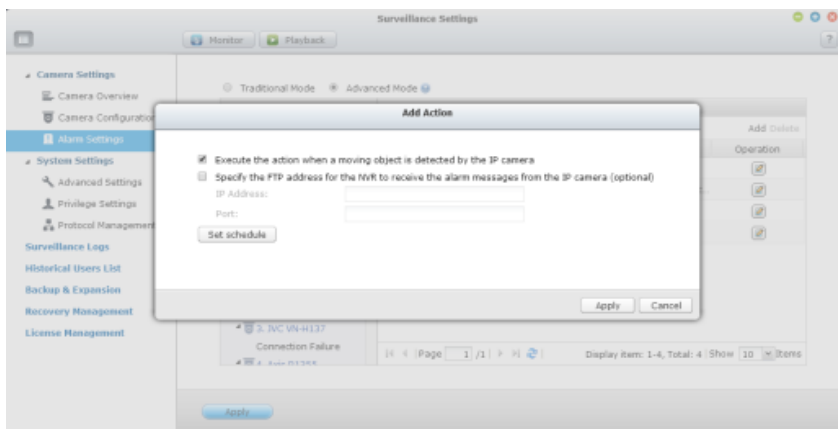 Surveillance Settings
Monitor
Playback
?
Camera Settings
Camera Overview
Camera Configuration
Alarm Settings
System Settings
Advanced Settings
Privilege Settings
Protocol Management
Surveillance Logs
Historical Users List
Backup & Expansion
Recovery Management
License Management
Traditional Mode
Advanced Mode
Add Delete
Operation
Add Action
Execute the action when a moving object is detected by the IP camera
Specify the FTP address for the NVR to receive the alarm messages from the IP camera (optional)
IP Address:
Port:
Set schedule
Apply
Cancel
3. JVC VN-H137
Connection Failure
Page 1 /1
Display item: 1-4, Total: 4
Show 10 Items
Apply